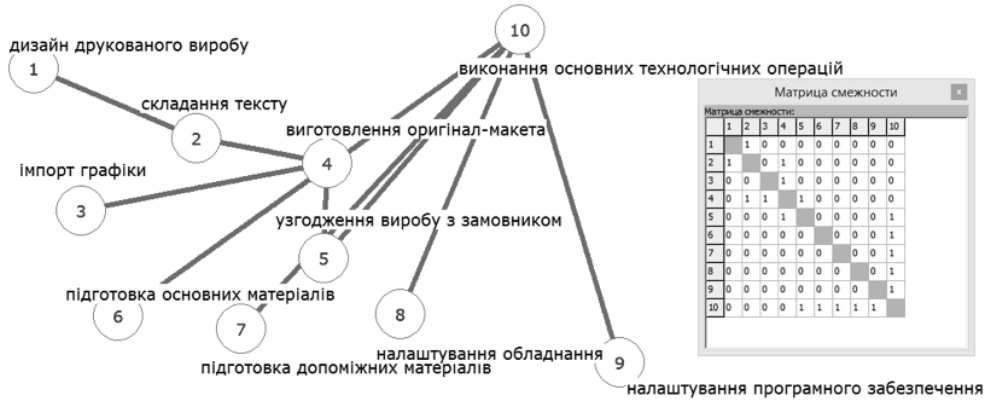 дизайн друкованого виробу
1
складання тексту
2
імпорт графіки
3
виготовлення оригінал-макета
4
узгодження виробу з замовником
5
підготовка основних матеріалів
6
7
підготовка допоміжних матеріалів
8
налаштування обладнання
9
налаштування програмного забезпечення
10
виконання основних технологічних операцій
Матрица смежности
x
Матрица смежности:
1 2 3 4 5 6 7 8 9 10
1 1 0 0 0 0 0 0 0 0
2 1 0 1 0 0 0 0 0 0
3 0 0 1 0 0 0 0 0 0
4 0 1 1 1 0 0 0 0 0
5 0 0 0 1 0 0 0 0 1
6 0 0 0 0 0 0 0 0 1
7 0 0 0 0 0 0 0 0 1
8 0 0 0 0 0 0 0 0 1
9 0 0 0 0 0 0 0 0 1
10 0 0 0 0 1 1 1 1 1